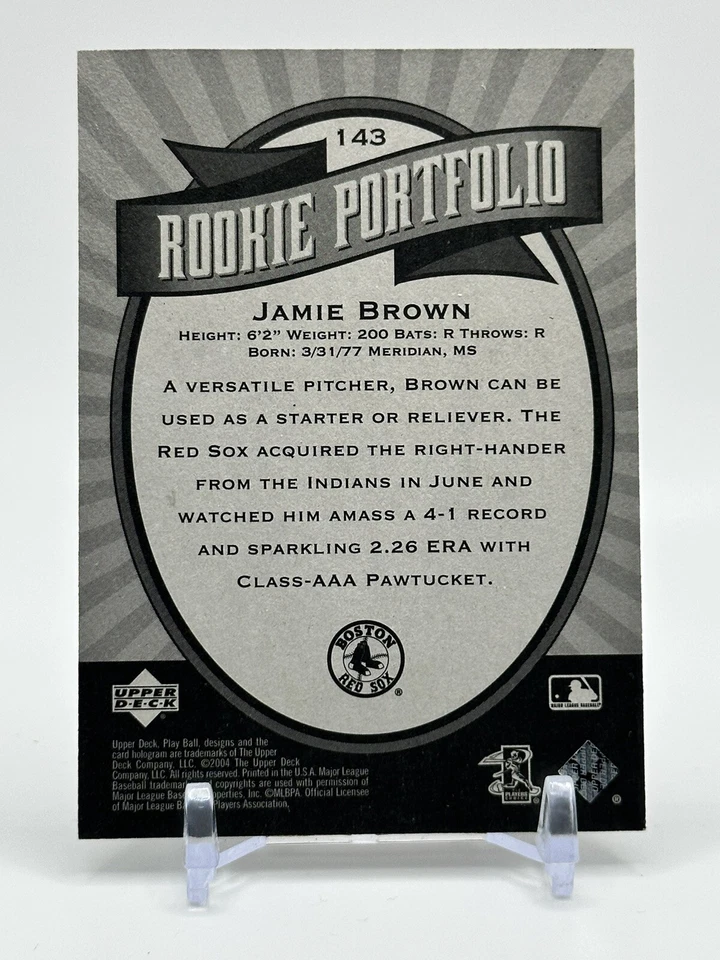 143
ROOKIE PORTFOLIO
JAMIE BROWN
HEIGHT: 6'2" WEIGHT: 200 BATS: R THROWS: R
BORN: 3/31/77 MERIDIAN, MS
A VERSATILE PITCHER, BROWN CAN BE
USED AS A STARTER OR RELIEVER. THE
RED SOX ACQUIRED THE RIGHT-HANDER
FROM THE INDIANS IN JUNE AND
WATCHED HIM AMASS A 4-1 RECORD
AND SPARKLING 2.26 ERA WITH
CLASS-AAA PAWTUCKET.
BOSTON
RED SOX ®
UPPER
D·E·C·K
MAJOR LEAGUE BASEBALL
Upper Deck, Play Ball, designs and the
card hologram are trademarks of The Upper
Deck Company, LLC. ©2004 The Upper Deck
Company, LLC. All rights reserved. Printed in the U.S.A. Major League
Baseball trademarks and copyrights are used with permission of
Major League Baseball Properties, Inc. ©MLBPA. Official Licensee
of Major League Players Association.
PLAYERS
CHOICE ®
®